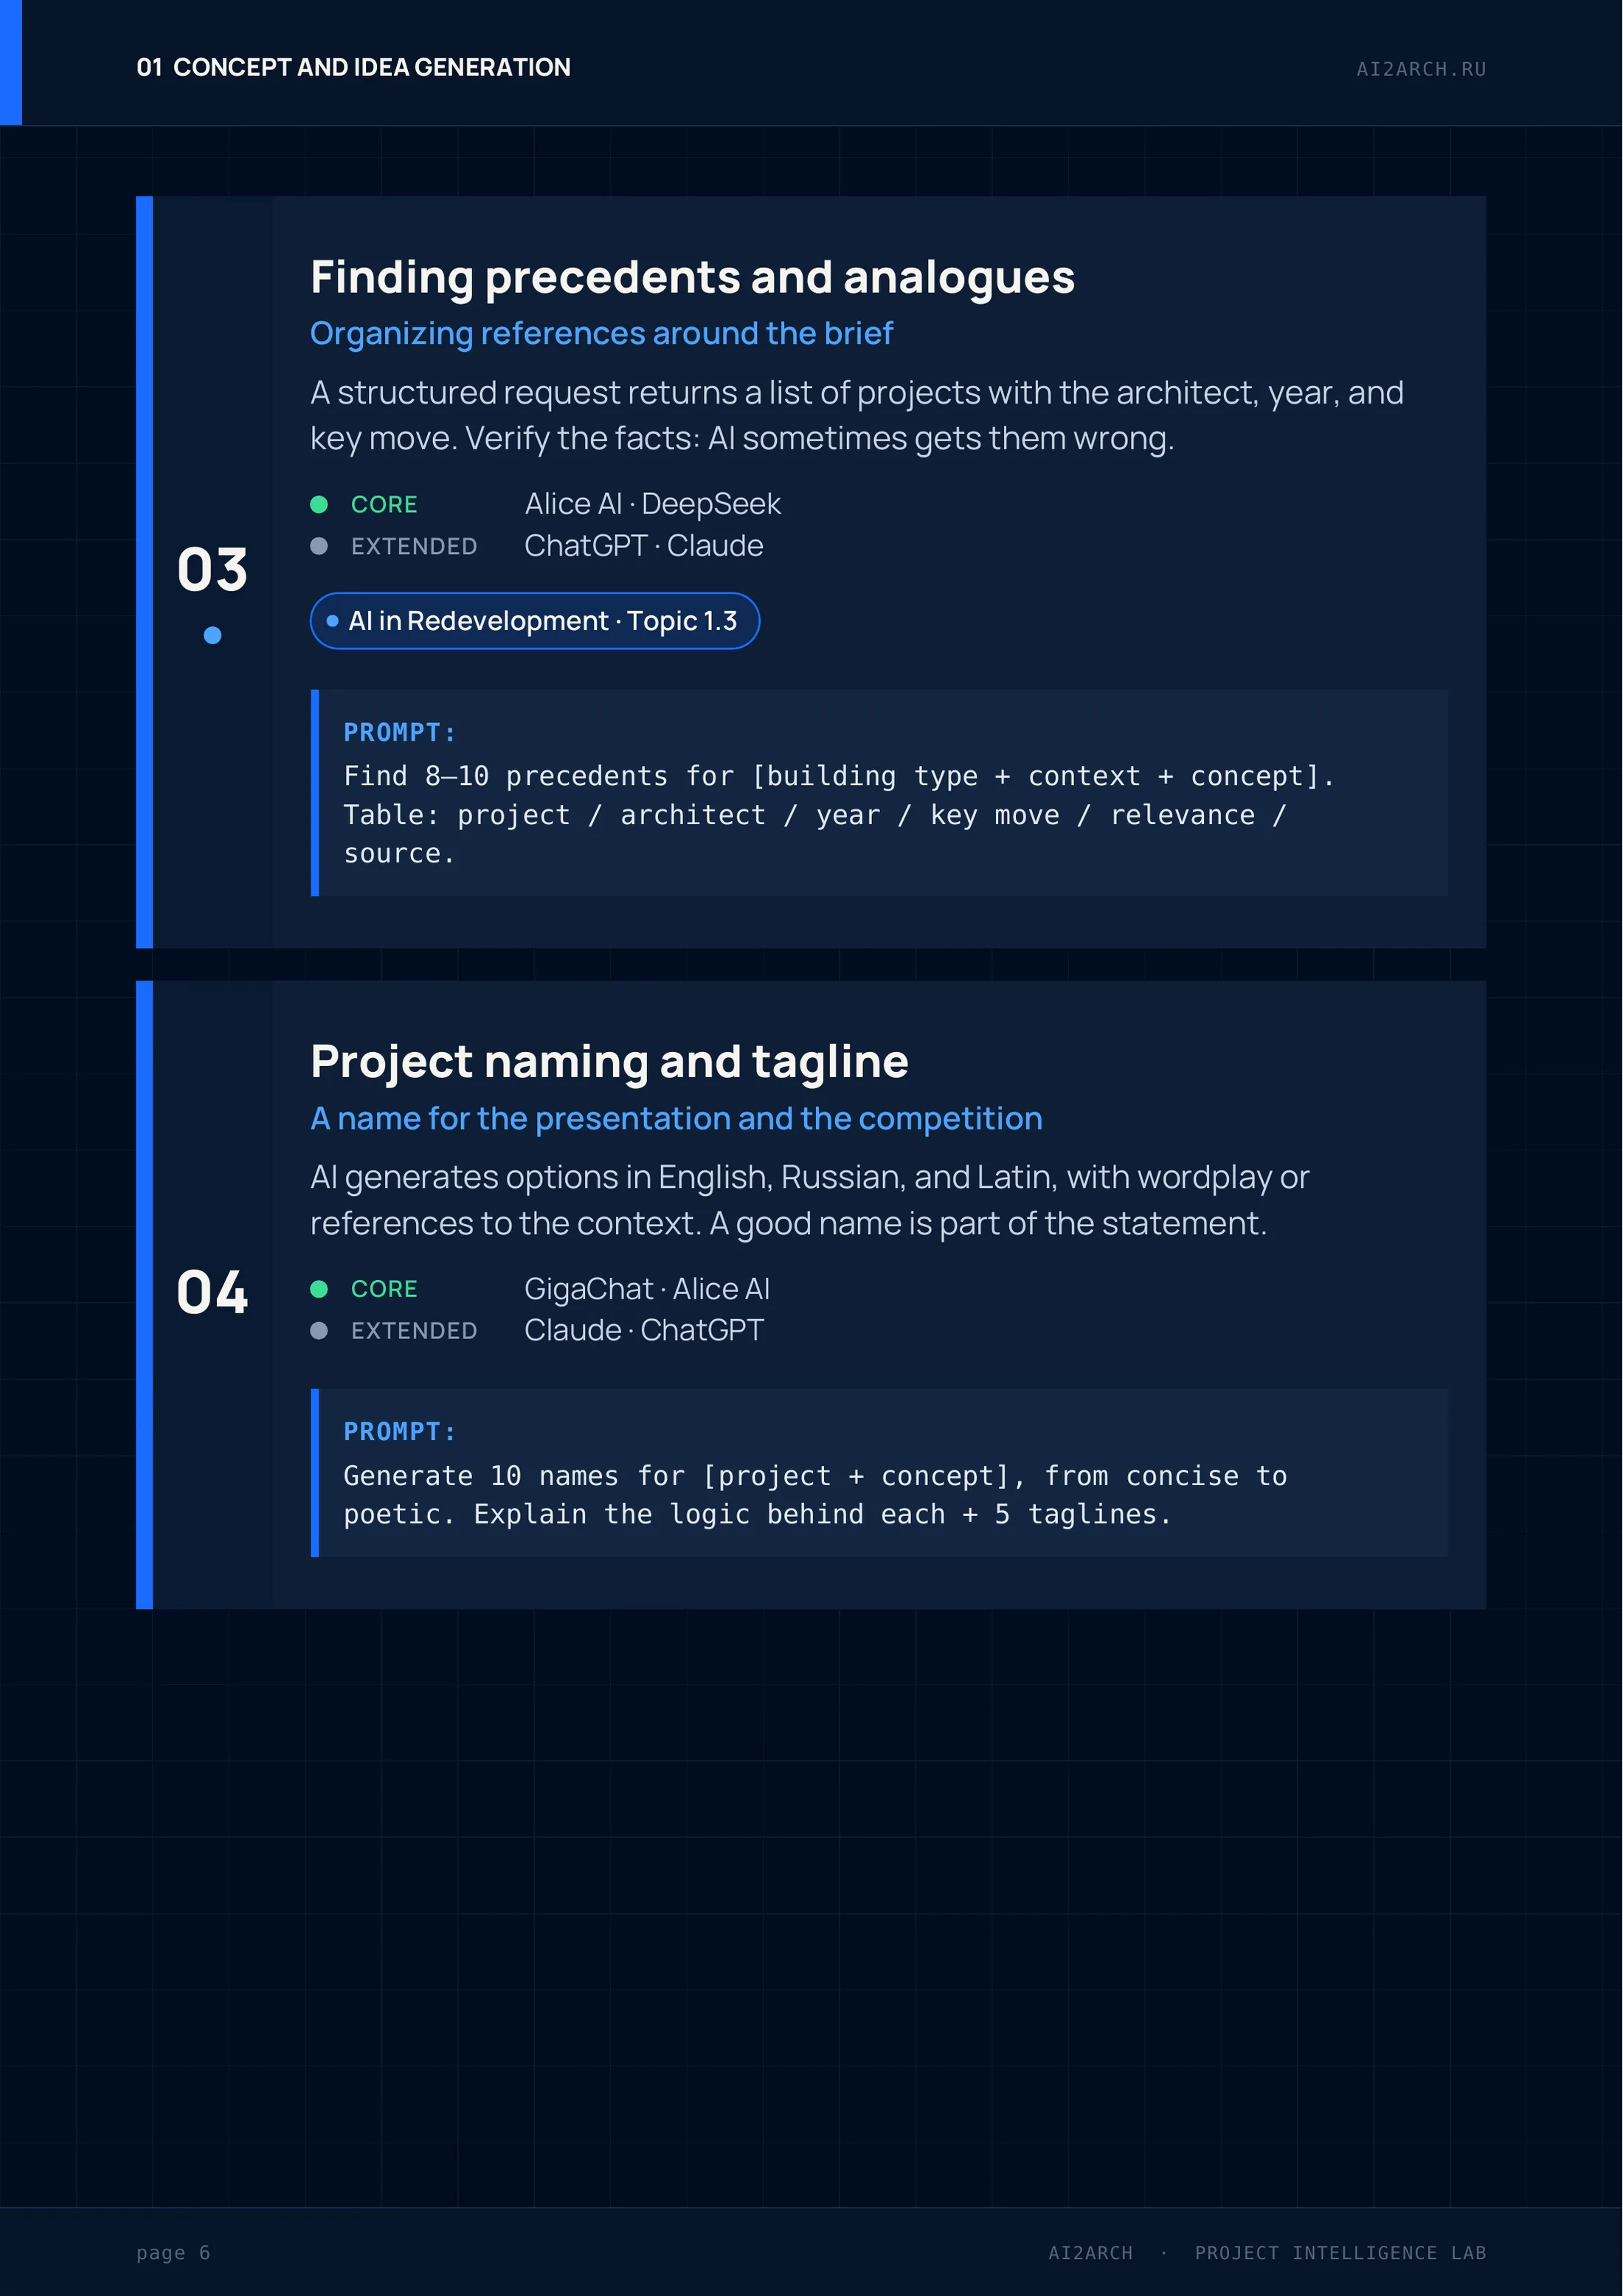 01 CONCEPT AND IDEA GENERATION
AI2ARCH.RU
03
Finding precedents and analogues
Organizing references around the brief
A structured request returns a list of projects with the architect, year, and
key move. Verify the facts: AI sometimes gets them wrong.
CORE Alice AI · DeepSeek
EXTENDED ChatGPT · Claude
AI in Redevelopment · Topic 1.3
PROMPT:
Find 8–10 precedents for [building type + context + concept].
Table: project / architect / year / key move / relevance /
source.
04
Project naming and tagline
A name for the presentation and the competition
AI generates options in English, Russian, and Latin, with wordplay or
references to the context. A good name is part of the statement.
CORE GigaChat · Alice AI
EXTENDED Claude · ChatGPT
PROMPT:
Generate 10 names for [project + concept], from concise to
poetic. Explain the logic behind each + 5 taglines.
page 6
AI2ARCH · PROJECT INTELLIGENCE LAB